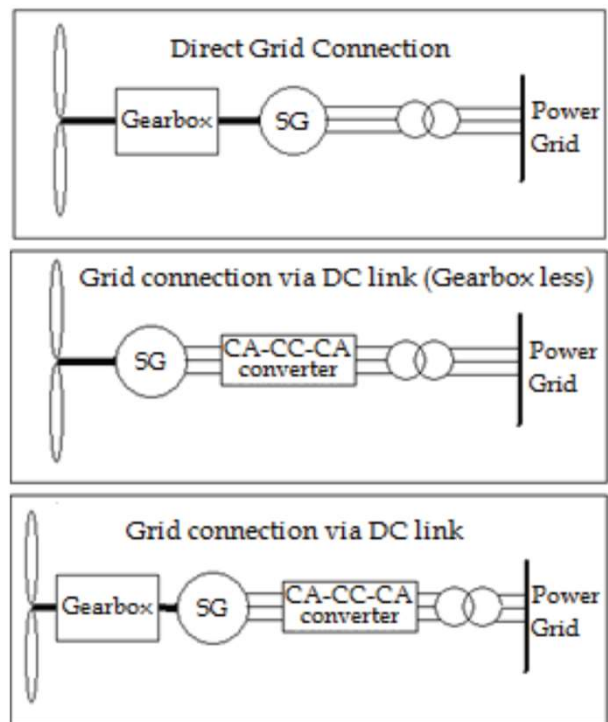 Direct Grid Connection
Gearbox
SG
Power
Grid
Grid connection via DC link (Gearbox less)
SG
CA-CC-CA
converter
Power
Grid
Grid connection via DC link
Gearbox
SG
CA-CC-CA
converter
Power
Grid